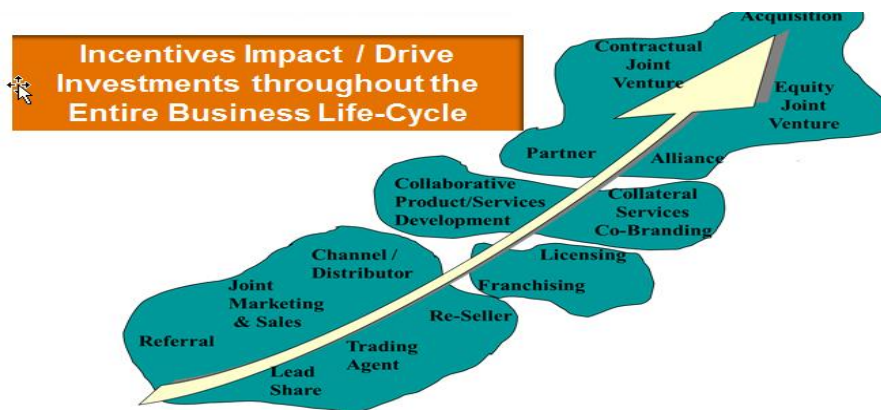 Incentives Impact / Drive
Investments throughout the
Entire Business Life-Cycle
Acquisition
Contractual
Joint
Venture
Equity
Joint
Venture
Partner
Alliance
Collaborative
Product/Services
Development
Collateral
Services
Co-Branding
Licensing
Franchising
Channel /
Distributor
Joint
Marketing
& Sales
Re-Seller
Referral
Trading
Agent
Lead
Share